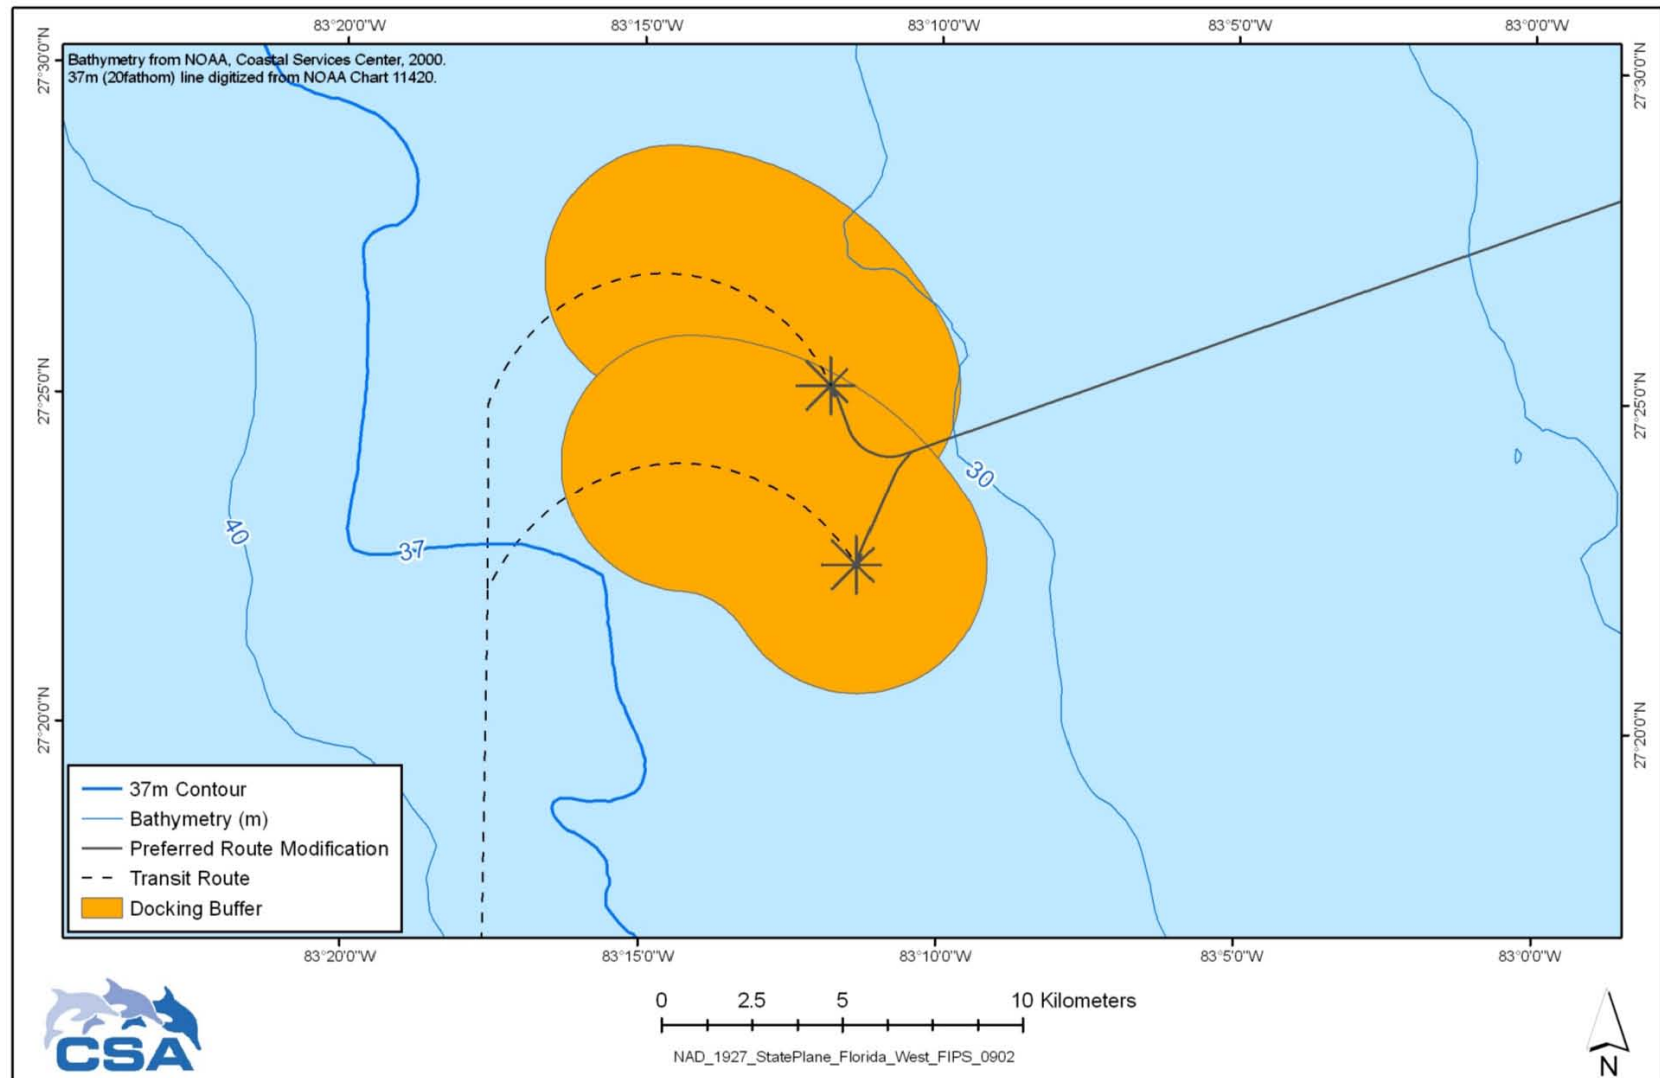 83°20'0"W 83°15'0"W 83°10'0"W 83°5'0"W 83°0'0"W
27°30'0"N
27°30'0"N
Bathymetry from NOAA, Coastal Services Center, 2000.
37m (20fathom) line digitized from NOAA Chart 11420.
27°25'0"N
27°25'0"N
30
40
37
27°20'0"N
27°20'0"N
37m Contour
Bathymetry (m)
Preferred Route Modification
Transit Route
Docking Buffer
83°20'0"W 83°15'0"W 83°10'0"W 83°5'0"W 83°0'0"W
CSA
0 2.5 5 10 Kilometers
NAD_1927_StatePlane_Florida_West_FIPS_0902
N